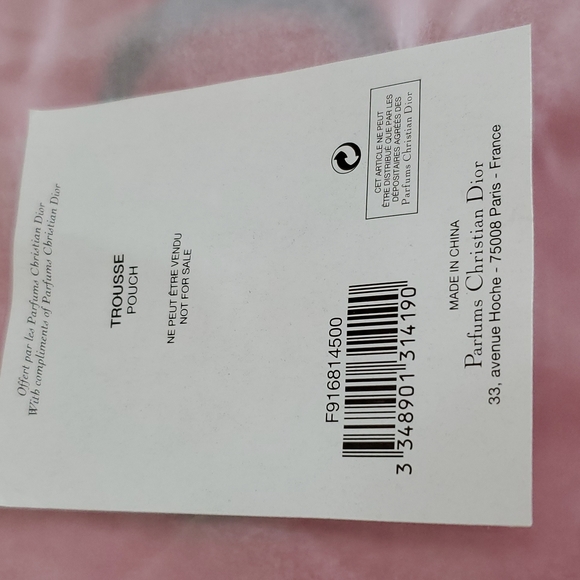 Offert par les Parfums Christian Dior
With compliments of Parfums Christian Dior
TROUSSE
POUCH
NE PEUT ÊTRE VENDU
NOT FOR SALE
F916814500
3 348901 314190
CET ARTICLE NE PEUT
ÊTRE DISTRIBUÉ QUE PAR LES
DÉPOSITAIRES AGRÉÉS DES
Parfums Christian Dior
MADE IN CHINA
Parfums Christian Dior
33, avenue Hoche - 75008 Paris - France